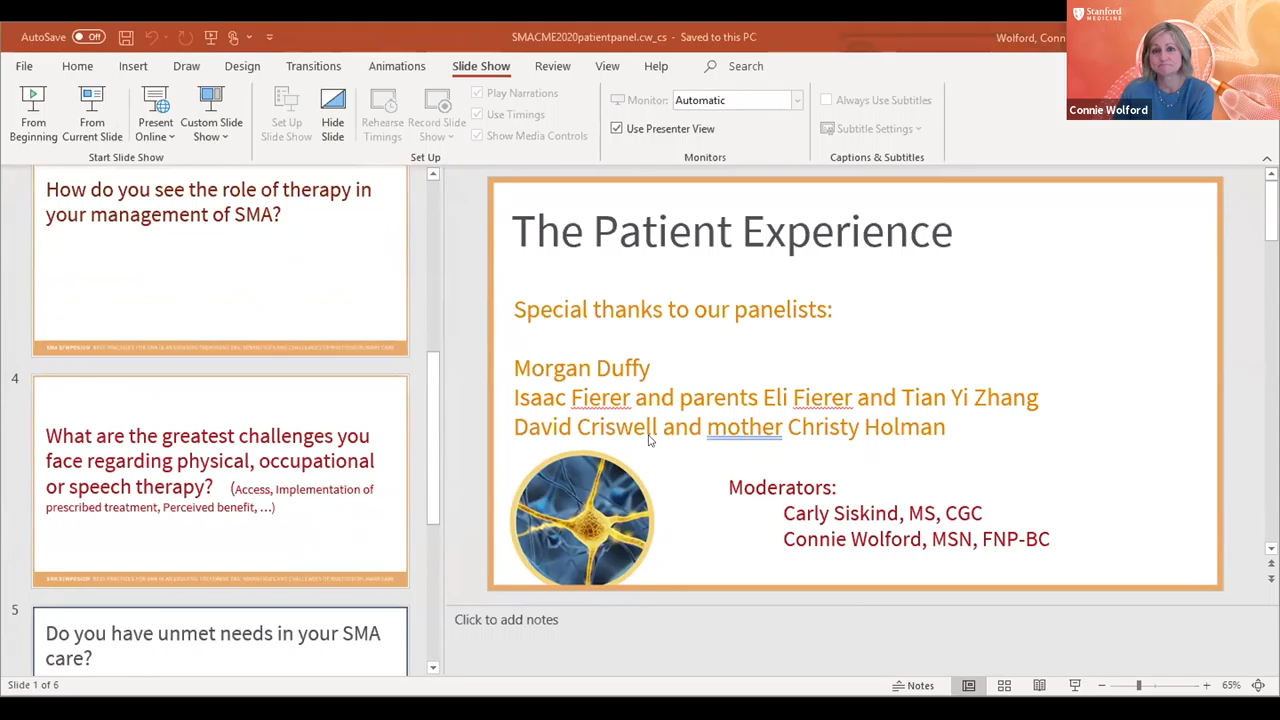 AutoSave
Off
SMACME2020patientpanel.cw_cs - Saved to this PC
Wolford, Conn
Stanford
MEDICINE
Connie Wolford
File
Home
Insert
Draw
Design
Transitions
Animations
Slide Show
Review
View
Help
Search
From
Beginning
From
Current Slide
Present
Online
Custom Slide
Show
Start Slide Show
Set Up
Slide Show
Hide
Slide
Rehearse
Timings
Record Slide
Show
Play Narrations
Use Timings
Show Media Controls
Set Up
Monitor:
Automatic
Use Presenter View
Monitors
Always Use Subtitles
Subtitle Settings
Captions & Subtitles
How do you see the role of therapy in
your management of SMA?
4
What are the greatest challenges you
face regarding physical, occupational
or speech therapy? (Access, Implementation of
prescribed treatment, Perceived benefit, ...)
5
Do you have unmet needs in your SMA
care?
The Patient Experience
Special thanks to our panelists:
Morgan Duffy
Isaac Fierer and parents Eli Fierer and Tian Yi Zhang
David Criswell and mother Christy Holman
Moderators:
Carly Siskind, MS, CGC
Connie Wolford, MSN, FNP-BC
Click to add notes
Slide 1 of 6
Notes
65%